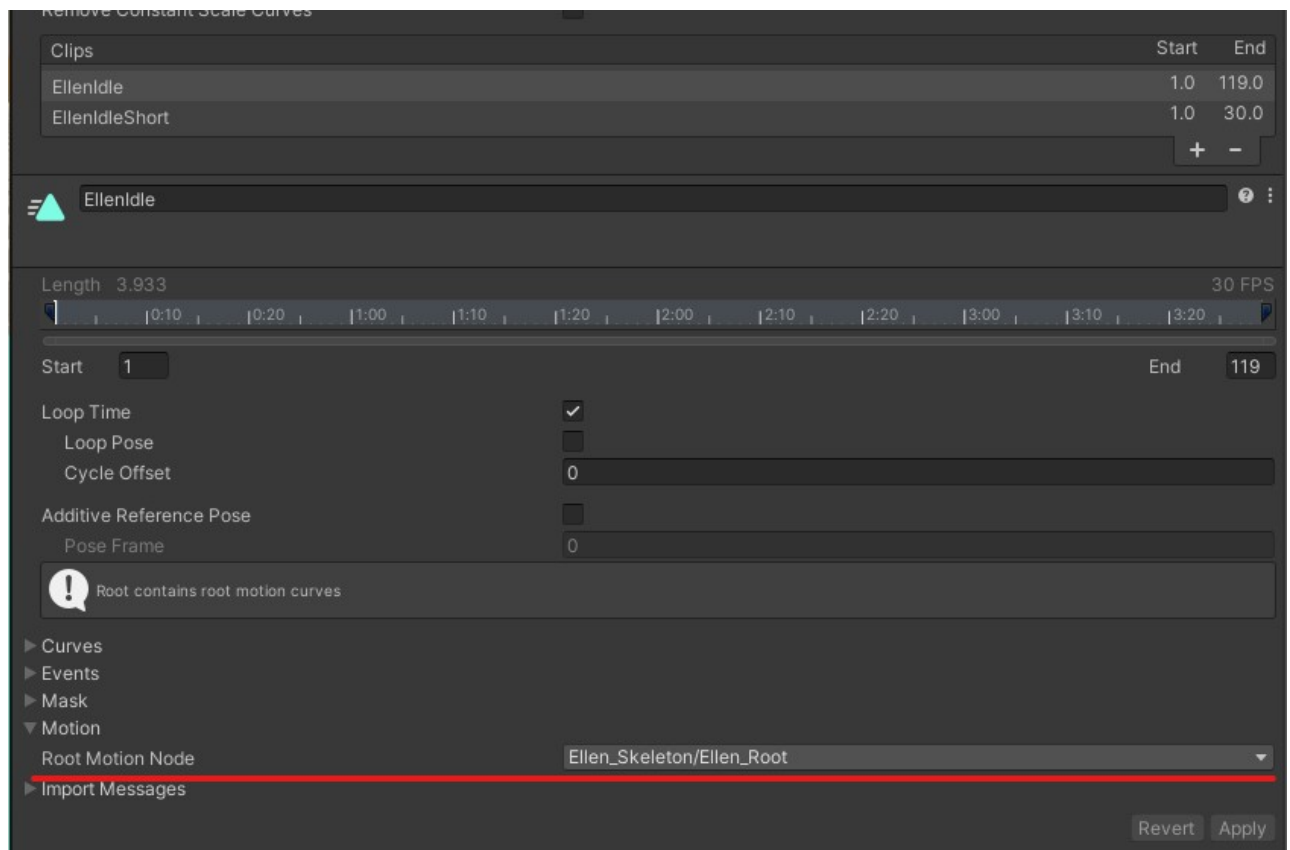 Remove Constant Scale Curves
Clips Start End
EllenIdle 1.0 119.0
EllenIdleShort 1.0 30.0
+ −
EllenIdle
Length 3.933 30 FPS
0:10 0:20 1:00 1:10 1:20 2:00 2:10 2:20 3:00 3:10 3:20
Start 1 End 119
Loop Time
Loop Pose
Cycle Offset 0
Additive Reference Pose
Pose Frame 0
Root contains root motion curves
Curves
Events
Mask
Motion
Root Motion Node Ellen_Skeleton/Ellen_Root
Import Messages
Revert Apply